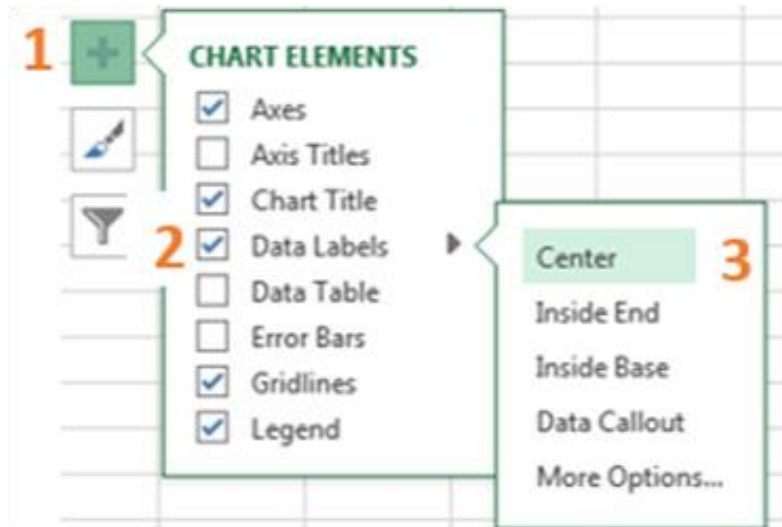 1
CHART ELEMENTS
Axes
Axis Titles
Chart Title
2 Data Labels
Data Table
Error Bars
Gridlines
Legend
Center 3
Inside End
Inside Base
Data Callout
More Options...